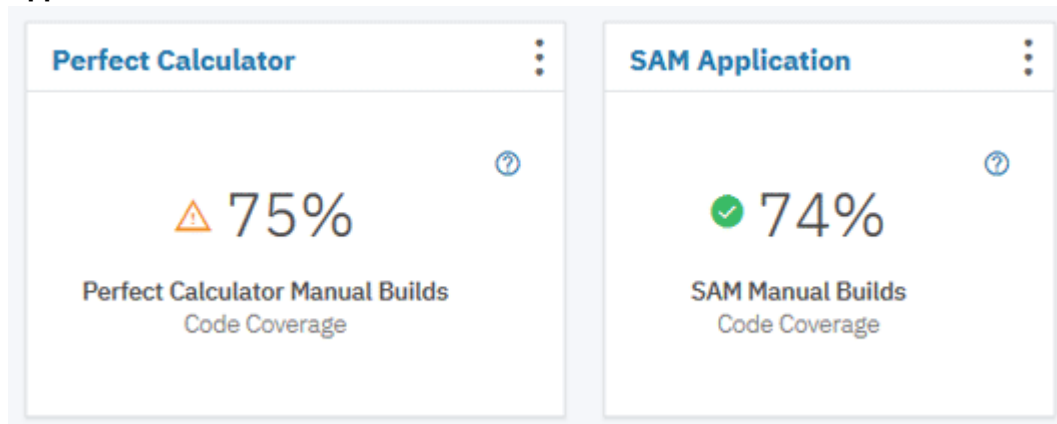 Perfect Calculator
75%
Perfect Calculator Manual Builds
Code Coverage
SAM Application
74%
SAM Manual Builds
Code Coverage